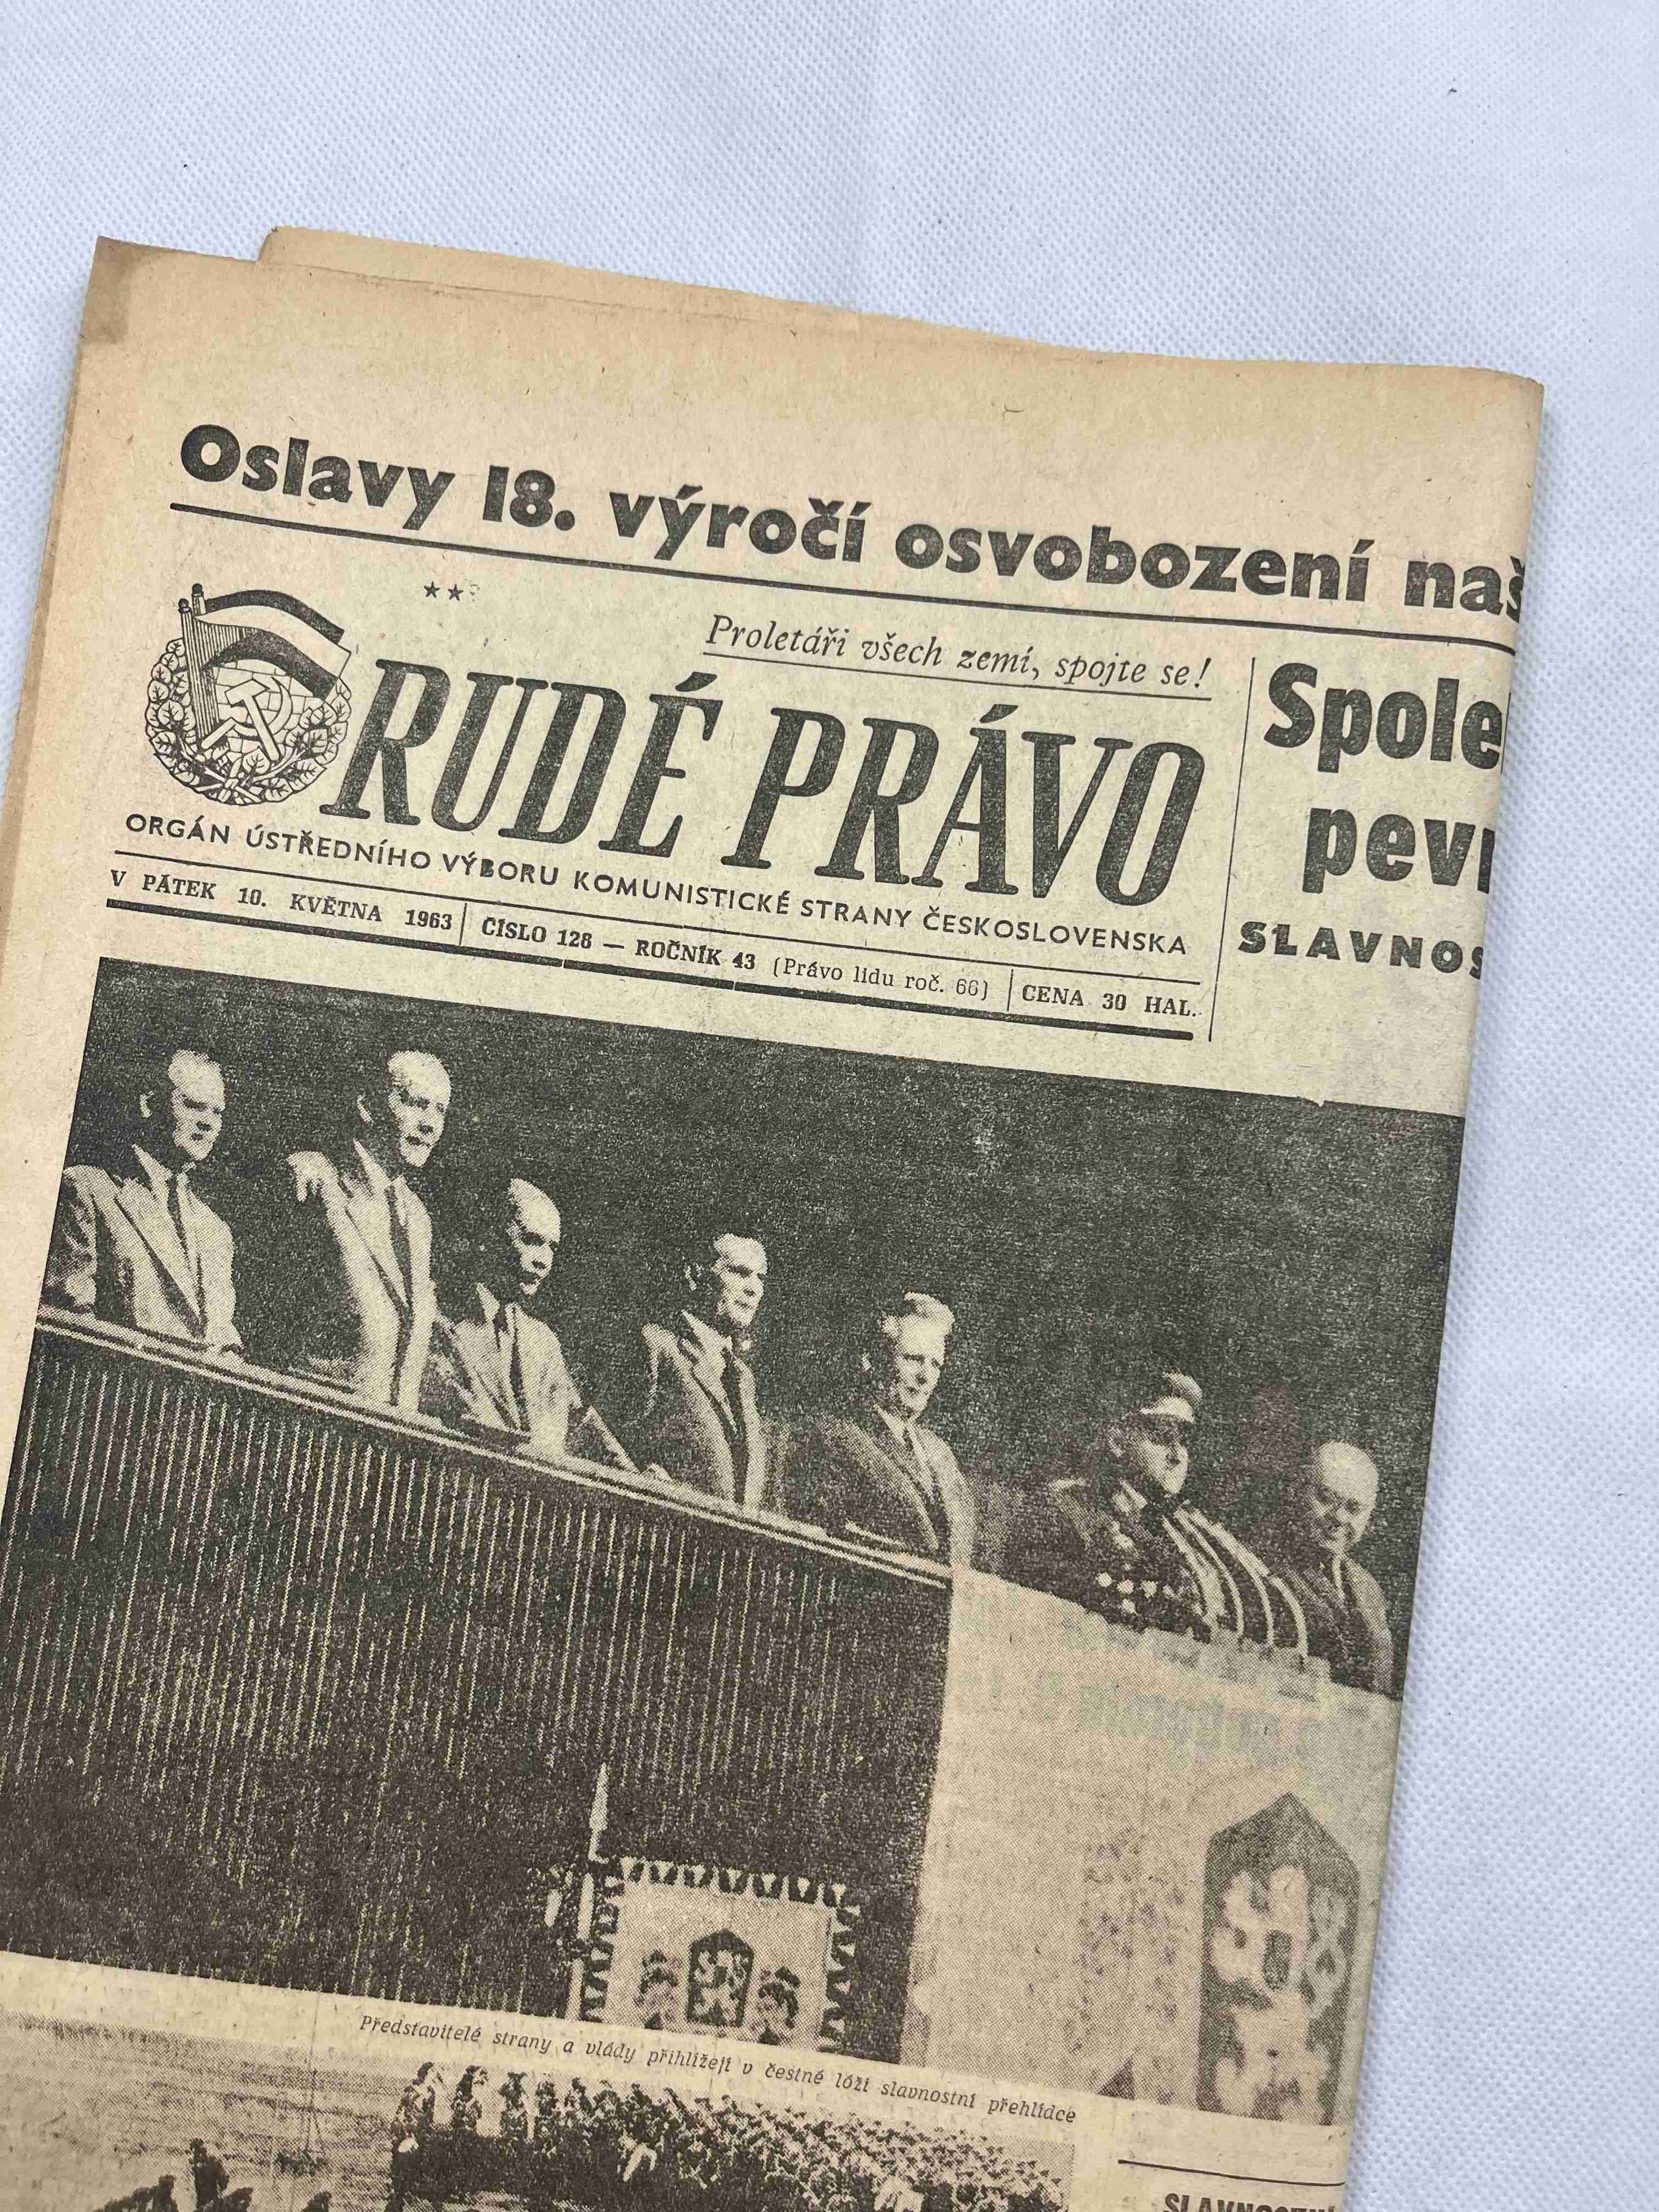 Oslavy 18. výročí osvobození naš
Proletáři všech zemí, spojte se!
RUDÉ PRÁVO
ORGÁN ÚSTŘEDNÍHO VÝBORU KOMUNISTICKÉ STRANY ČESKOSLOVENSKA
V PÁTEK 10. KVĚTNA 1963 ČÍSLO 128 — ROČNÍK 43 (Právo lidu roč. 66) CENA 30 HAL.
Spole
pev
SLAVNOS
Představitelé strany a vlády přihlížejí v čestné lóži slavnostní přehlídce
SLAVNOSTNÍ